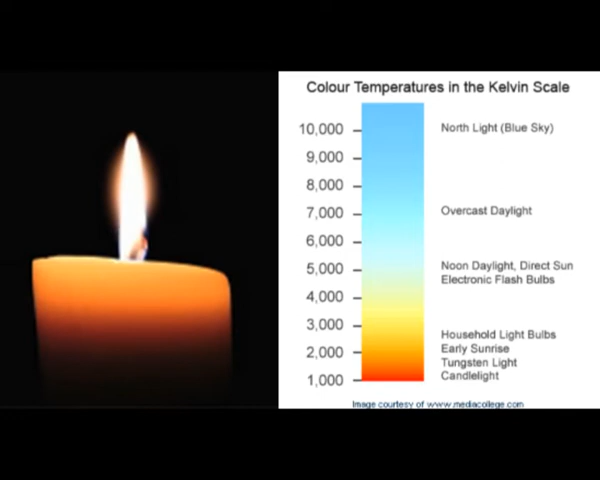 Colour Temperatures in the Kelvin Scale
10,000 North Light (Blue Sky)
9,000
8,000
7,000 Overcast Daylight
6,000
5,000 Noon Daylight, Direct Sun
Electronic Flash Bulbs
4,000
3,000
Household Light Bulbs
2,000 Early Sunrise
Tungsten Light
1,000 Candlelight
Image courtesy of www.mediacollege.com